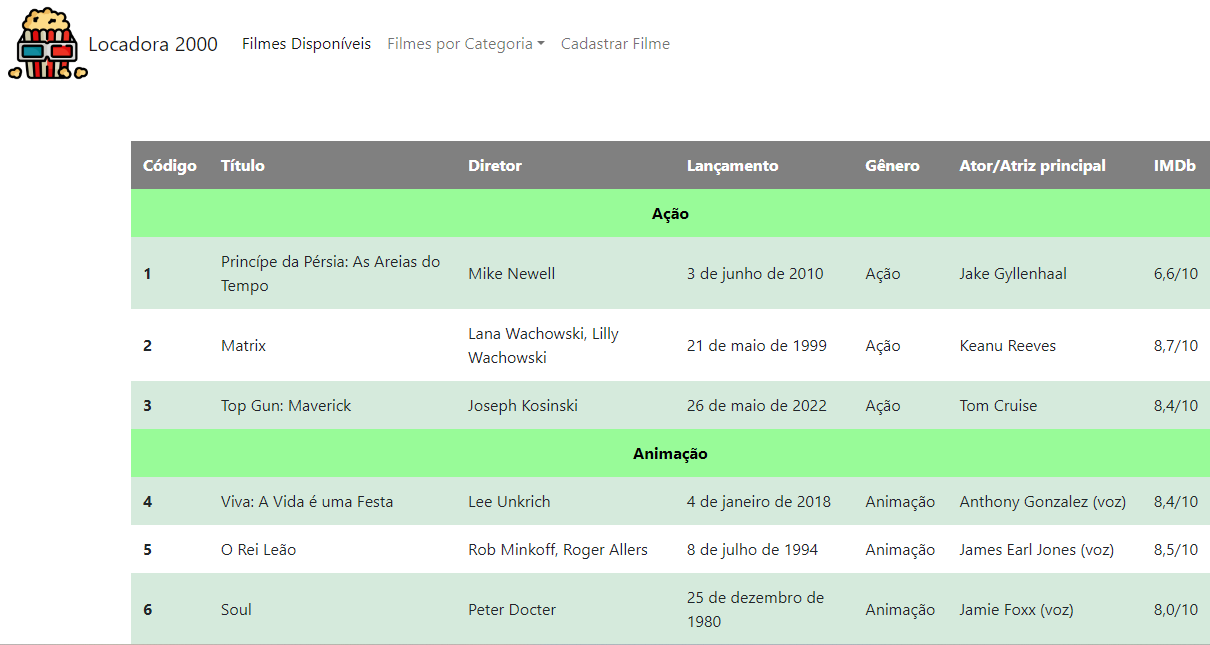 Locadora 2000 Filmes Disponíveis Filmes por Categoria Cadastrar Filme
Código Título Diretor Lançamento Gênero Ator/Atriz principal IMDb
Ação
1 Princípe da Pérsia: As Areias do Tempo Mike Newell 3 de junho de 2010 Ação Jake Gyllenhaal 6,6/10
2 Matrix Lana Wachowski, Lilly Wachowski 21 de maio de 1999 Ação Keanu Reeves 8,7/10
3 Top Gun: Maverick Joseph Kosinski 26 de maio de 2022 Ação Tom Cruise 8,4/10
Animação
4 Viva: A Vida é uma Festa Lee Unkrich 4 de janeiro de 2018 Animação Anthony Gonzalez (voz) 8,4/10
5 O Rei Leão Rob Minkoff, Roger Allers 8 de julho de 1994 Animação James Earl Jones (voz) 8,5/10
6 Soul Peter Docter 25 de dezembro de 1980 Animação Jamie Foxx (voz) 8,0/10